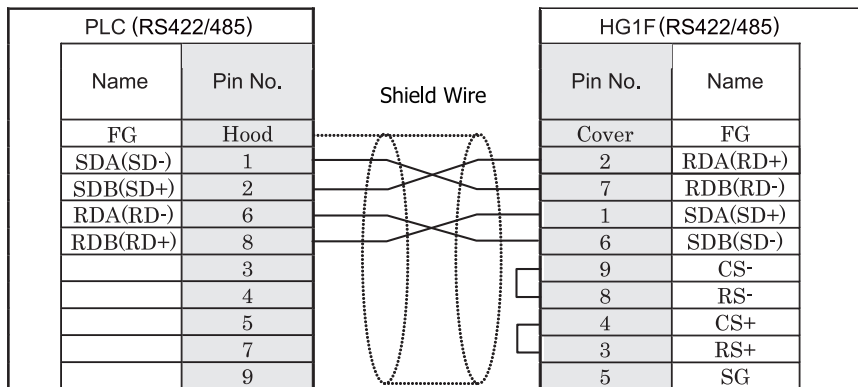 PLC (RS422/485)
HG1F(RS422/485)
Name Pin No.
Shield Wire
Pin No. Name
FG Hood Cover FG
SDA(SD-) 1 2 RDA(RD+)
SDB(SD+) 2 7 RDB(RD-)
RDA(RD-) 6 1 SDA(SD+)
RDB(RD+) 8 6 SDB(SD-)
3 9 CS-
4 8 RS-
5 4 CS+
7 3 RS+
9 5 SG